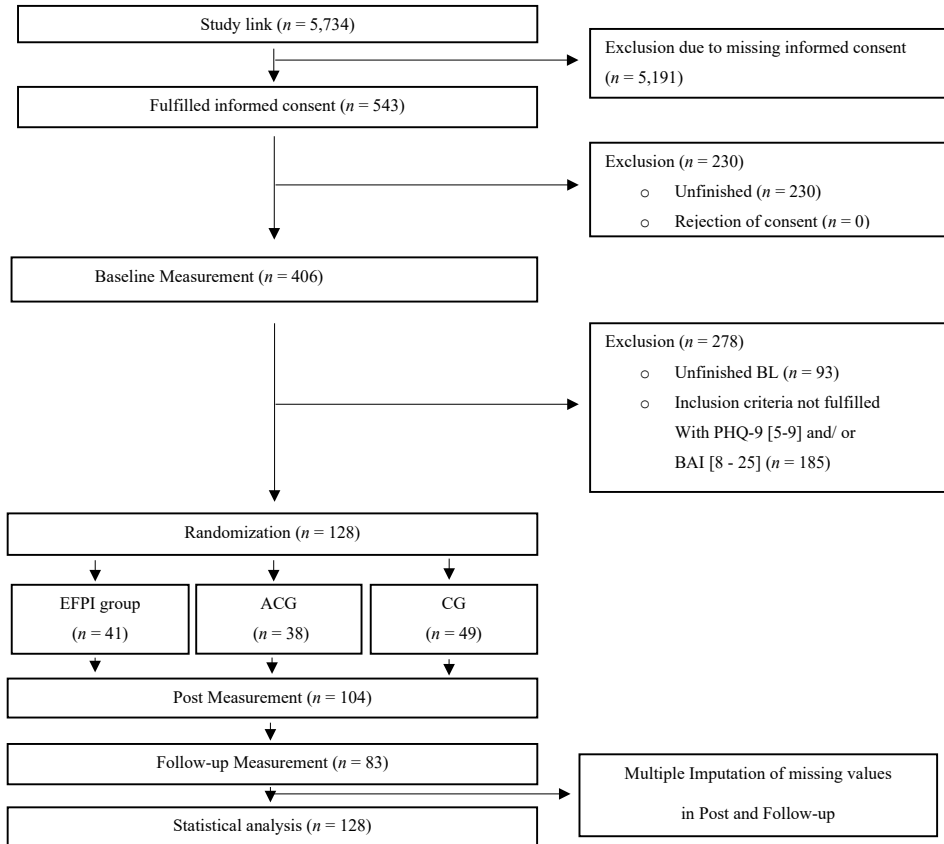 Study link (n = 5,734)
Exclusion due to missing informed consent
(n = 5,191)
Fulfilled informed consent (n = 543)
Exclusion (n = 230)
o Unfinished (n = 230)
o Rejection of consent (n = 0)
Baseline Measurement (n = 406)
Exclusion (n = 278)
o Unfinished BL (n = 93)
o Inclusion criteria not fulfilled
With PHQ-9 [5-9] and/ or
BAI [8 - 25] (n = 185)
Randomization (n = 128)
EFPI group
(n = 41)
ACG
(n = 38)
CG
(n = 49)
Post Measurement (n = 104)
Follow-up Measurement (n = 83)
Multiple Imputation of missing values
in Post and Follow-up
Statistical analysis (n = 128)